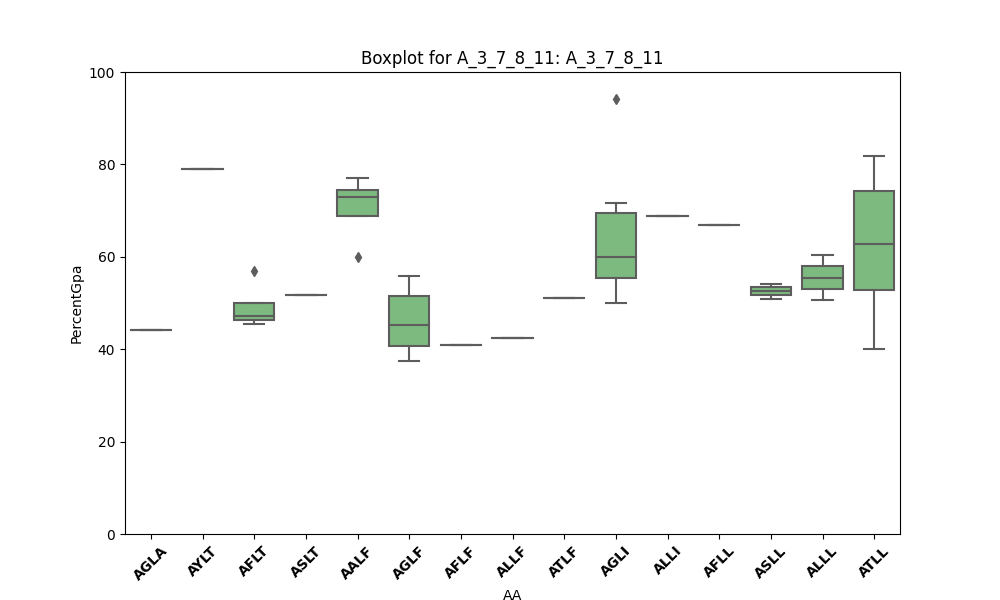 Boxplot for A_3_7_8_11: A_3_7_8_11
PercentGpa
100
80
60
40
20
0
AGLA AYLT AFLT ASLT AALF AGLF AFLF ALLF ATLF AGLI ALLI AFLL ASLL ALLL ATLL
AA